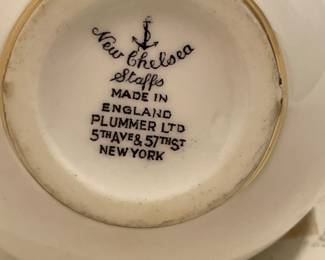 New Chelsea
Staffs
MADE IN
ENGLAND
PLUMMER LTD
5TH AVE & 57TH ST
NEW YORK